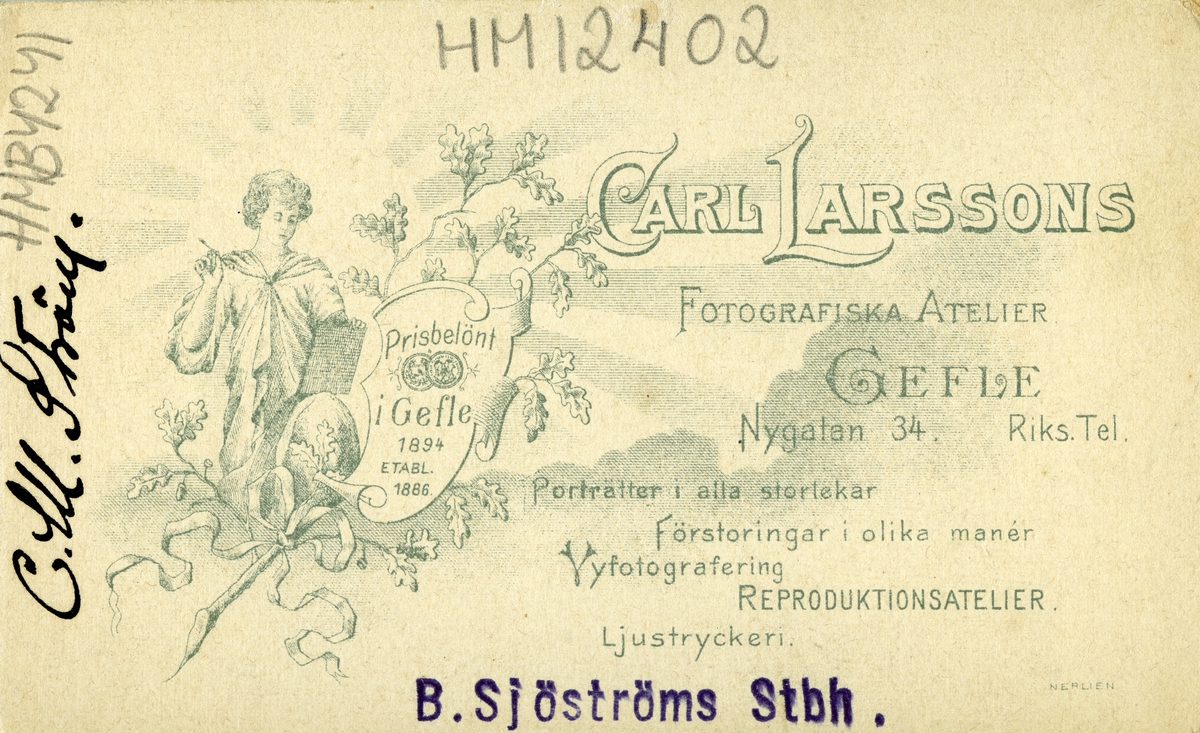 HM12402
HMBY241
CARL LARSSONS
FOTOGRAFISKA ATELIER.
GEFLE
Nygatan 34. Riks.Tel.
Prisbelönt
i Gefle
1894
ETABL.
1886.
Porträtter i alla storlekar
Förstoringar i olika manér
Vyfotografering
REPRODUKTIONSATELIER.
Ljustryckeri.
NERLIEN
B. Sjöströms Stbh.
C. M. Ström.